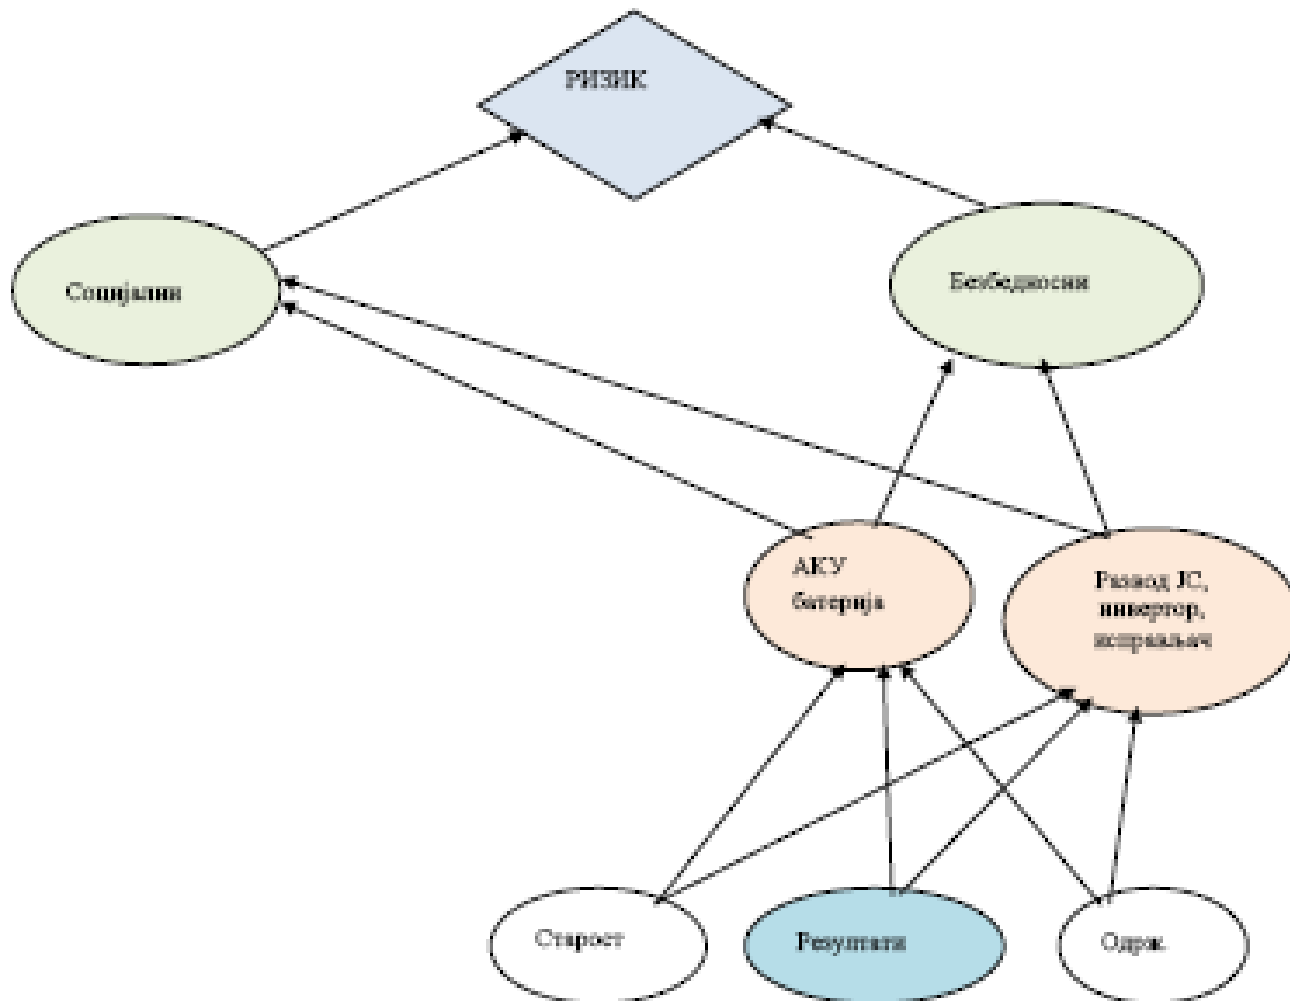 РИЗИК
Социјални
Безбедносни
АКУ
батерија
Развод ЈС,
инвертор,
исправљач
Старост
Резултати
Одрж.